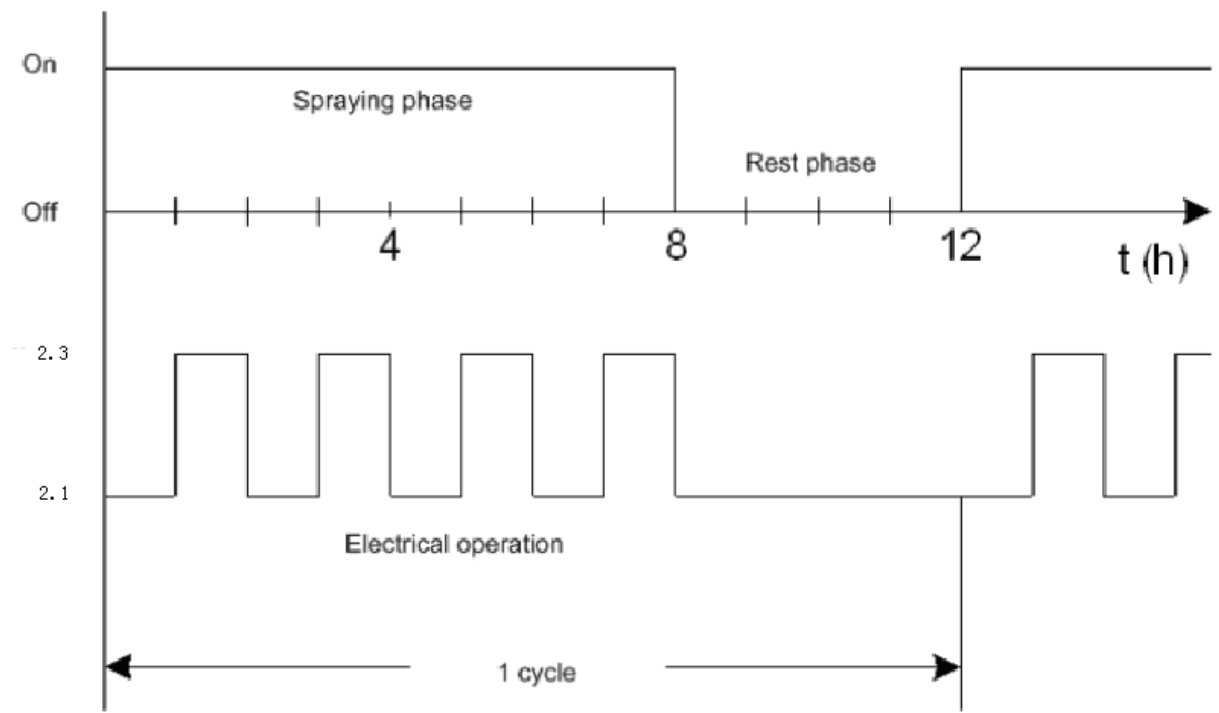 On
Spraying phase
Rest phase
Off
4
8
12
t (h)
2.3
2.1
Electrical operation
1 cycle